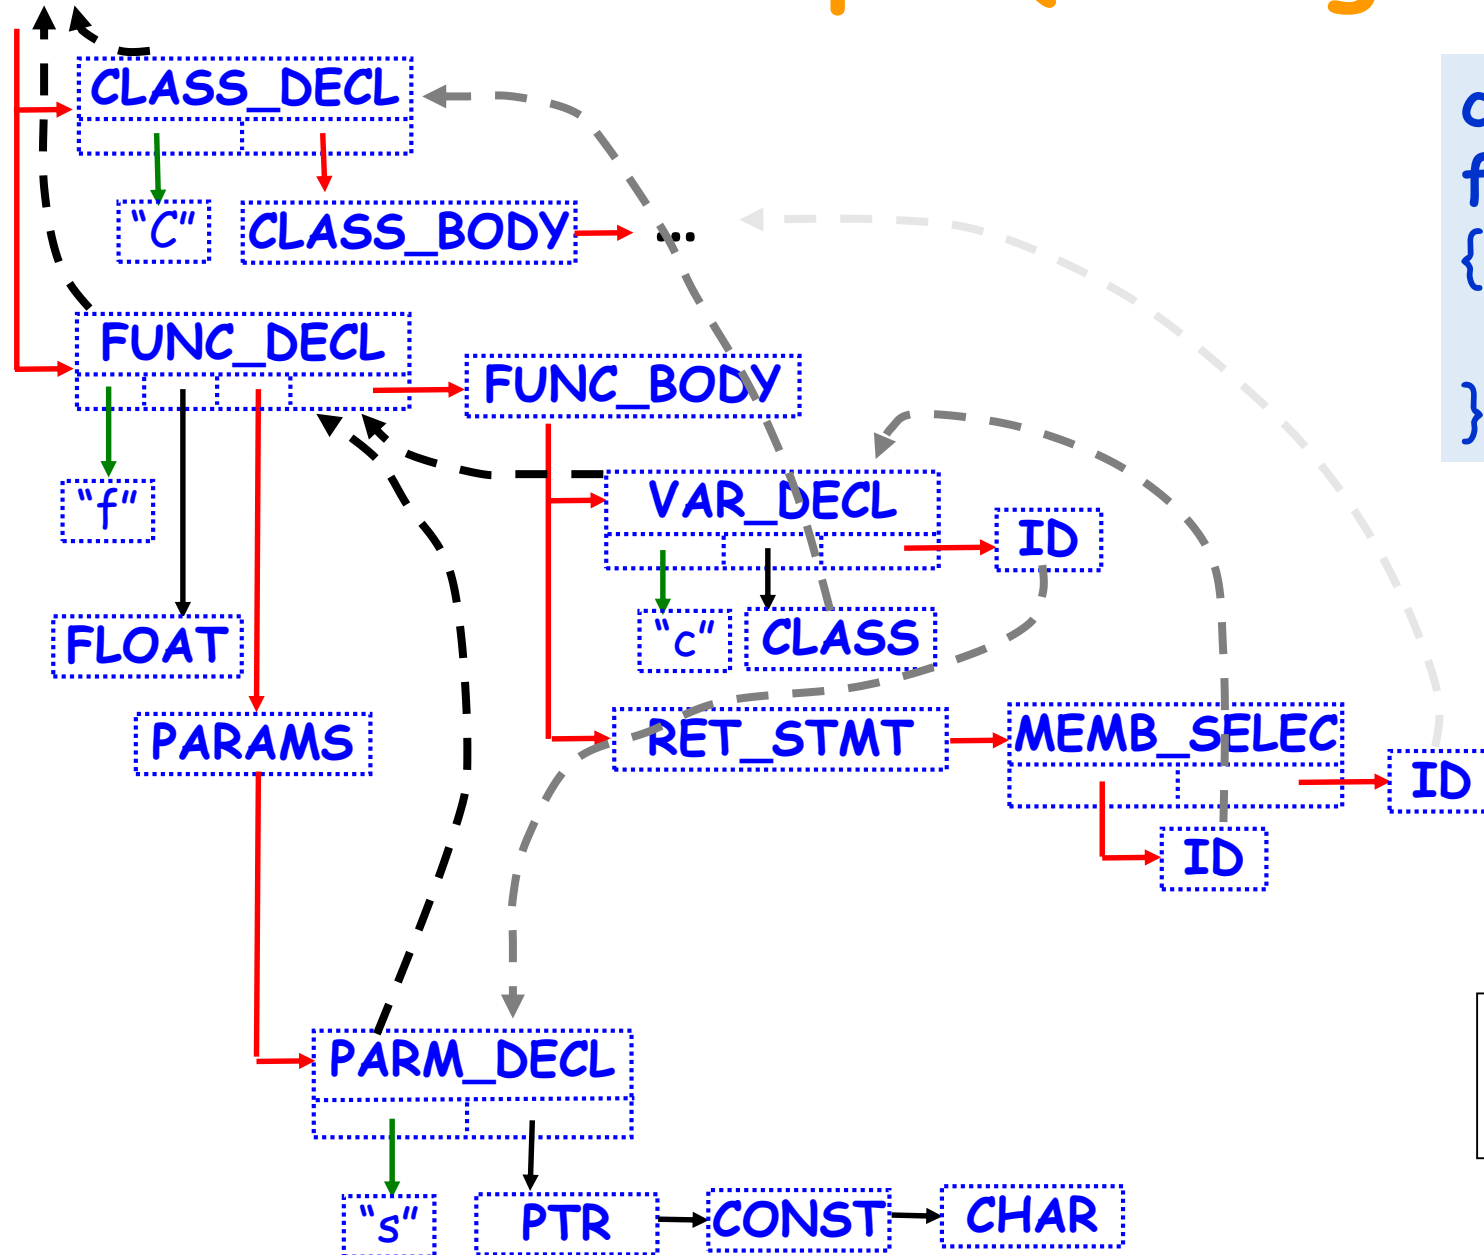 CLASS_DECL
"C"
CLASS_BODY
...
FUNC_DECL
FUNC_BODY
"f"
VAR_DECL
ID
FLOAT
"c"
CLASS
PARAMS
RET_STMT
MEMB_SELEC
ID
ID
PARM_DECL
"s"
PTR
CONST
CHAR
f
{
}